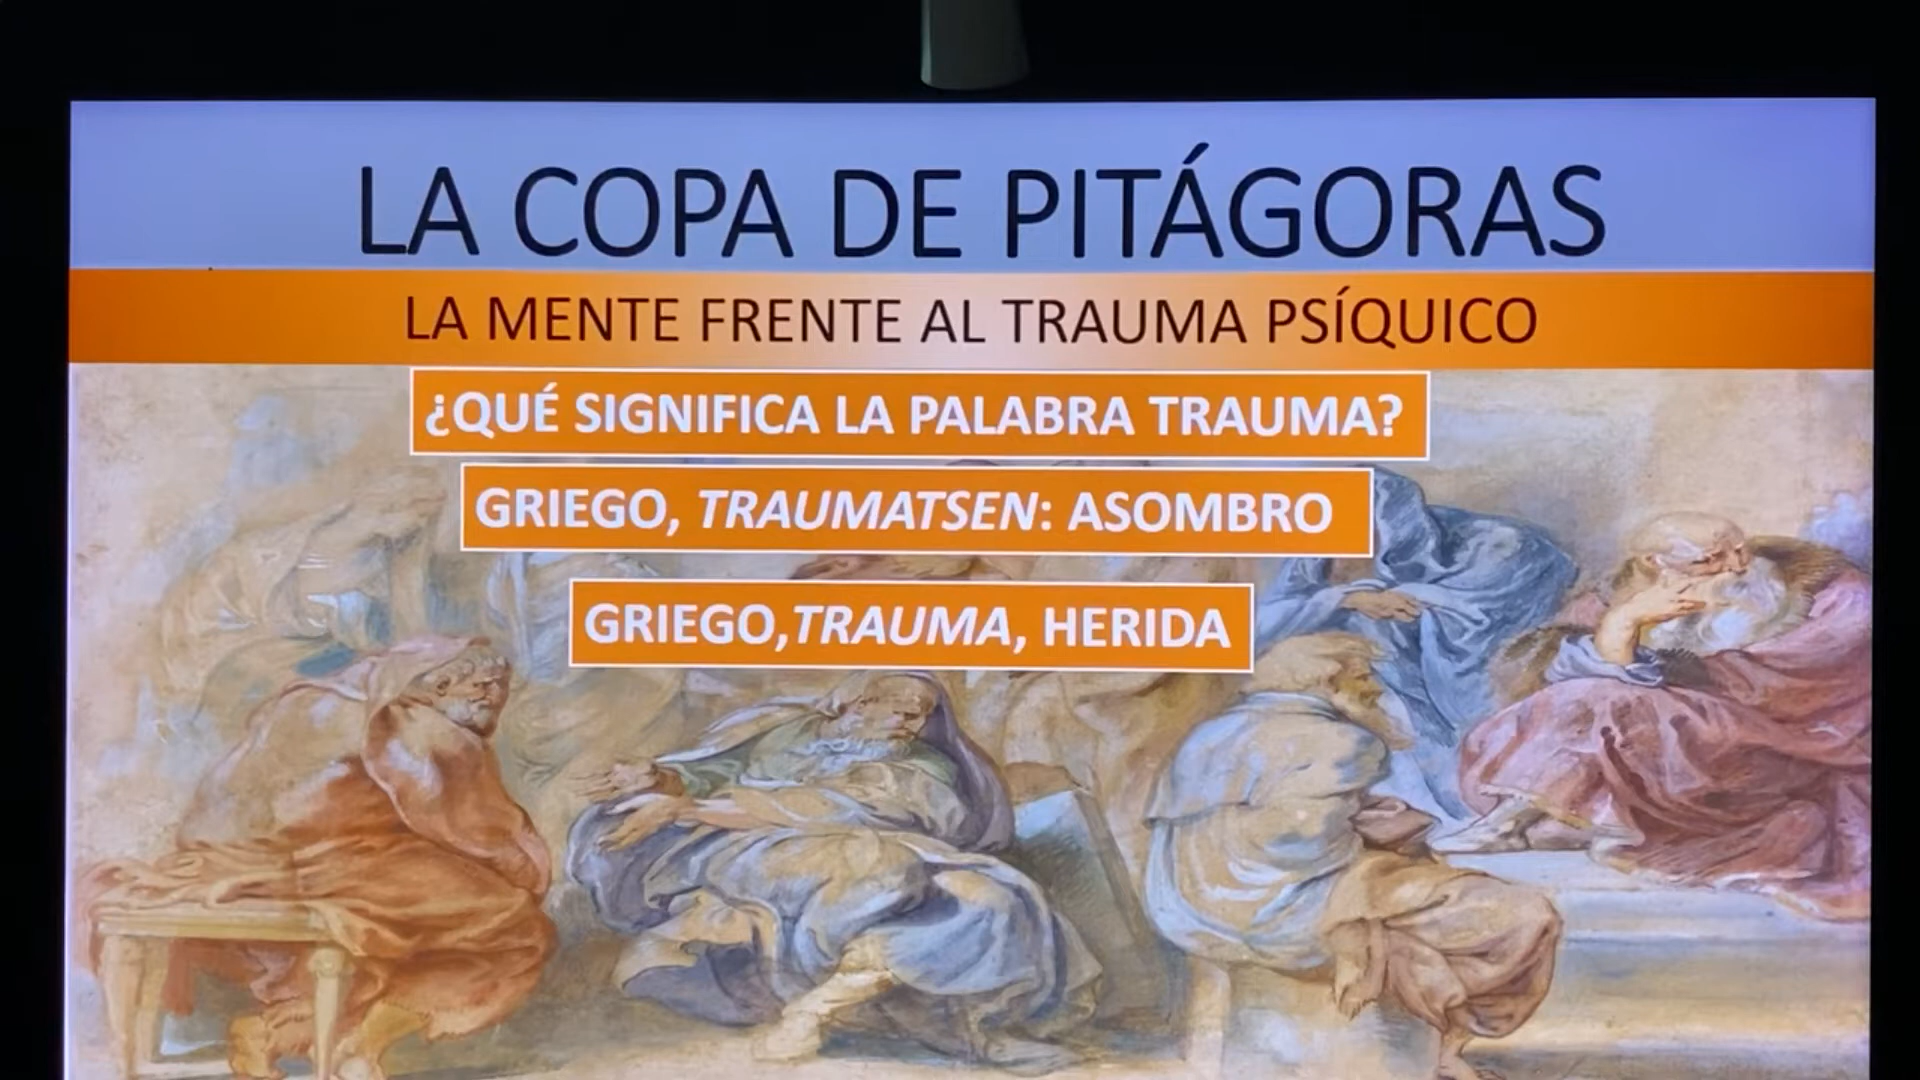 LA COPA DE PITÁGORAS
LA MENTE FRENTE AL TRAUMA PSÍQUICO
¿QUÉ SIGNIFICA LA PALABRA TRAUMA?
GRIEGO, TRAUMATSEN: ASOMBRO
GRIEGO,TRAUMA, HERIDA